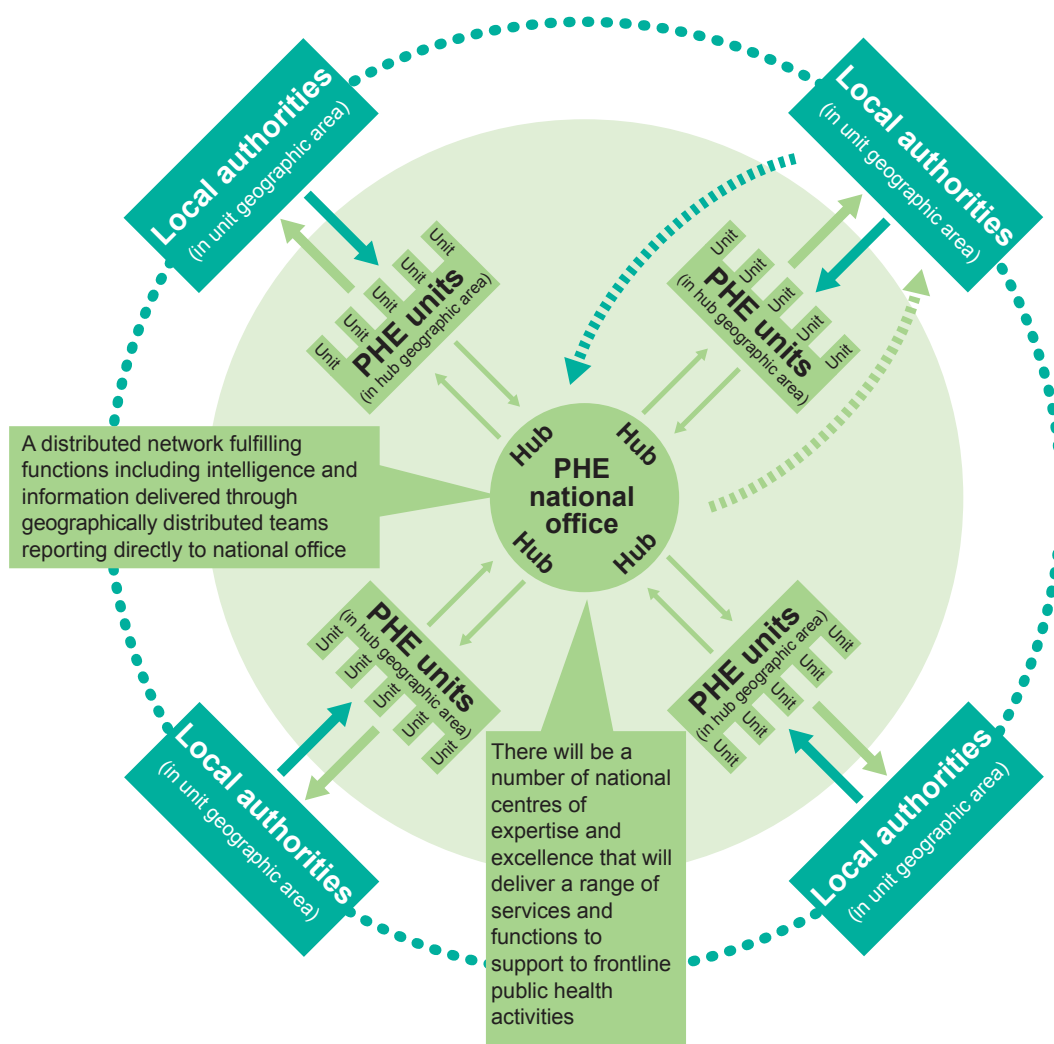 Local authorities
(in unit geographic area)
Local authorities
(in unit geographic area)
Unit
Unit
Unit
Unit
Unit
PHE units
(in hub geographic area)
Unit
Unit
Unit
Unit
Unit
PHE units
(in hub geographic area)
A distributed network fulfilling
functions including intelligence and
information delivered through
geographically distributed teams
reporting directly to national office
Hub
Hub
PHE
national
office
Hub
Hub
PHE units
(in hub geographic area)
Unit
Unit
Unit
Unit
Unit
PHE units
(in hub geographic area)
Unit
Unit
Unit
Unit
Unit
Local authorities
(in unit geographic area)
There will be a
number of national
centres of
expertise and
excellence that will
deliver a range of
services and
functions to
support to frontline
public health
activities
Local authorities
(in unit geographic area)